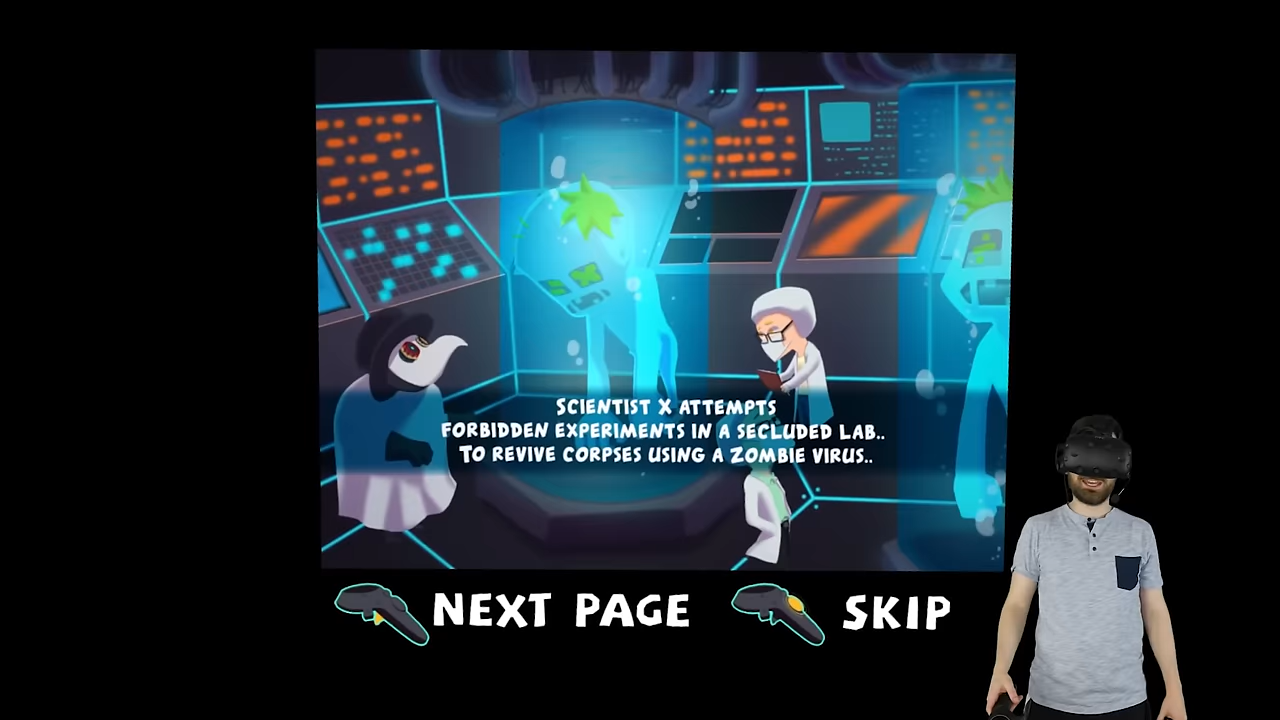 SCIENTIST X ATTEMPTS
FORBIDDEN EXPERIMENTS IN A SECLUDED LAB..
TO REVIVE CORPSES USING A ZOMBIE VIRUS..
NEXT PAGE
SKIP